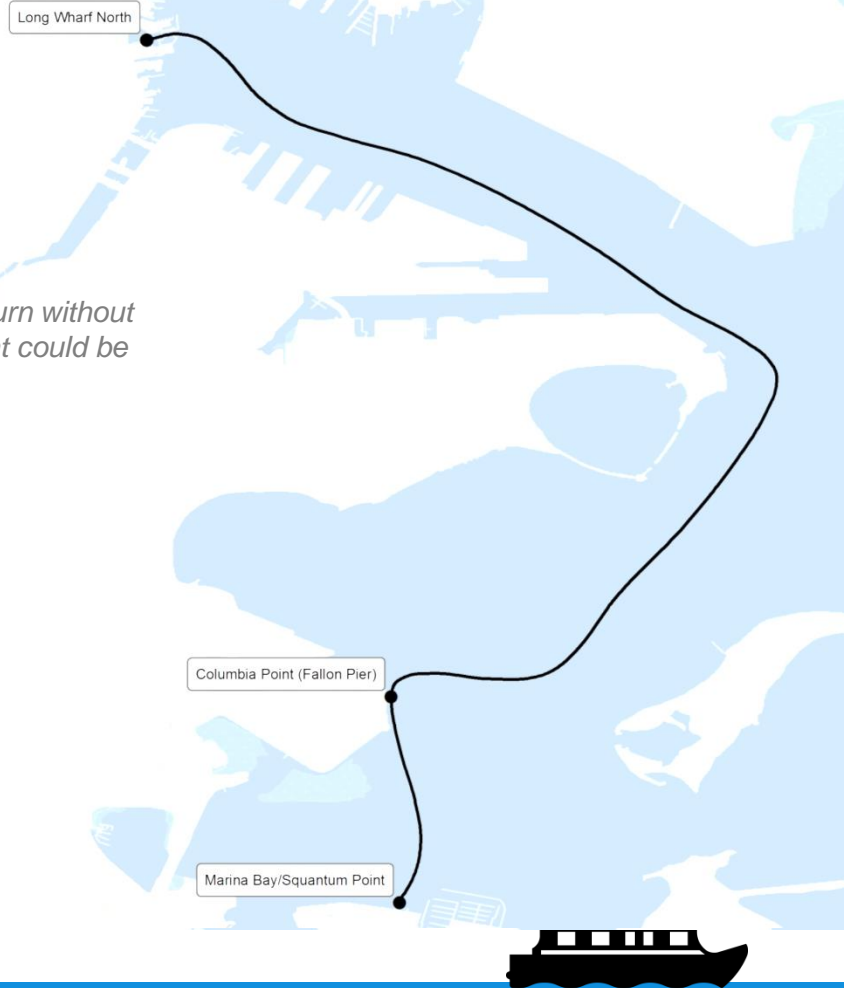 Long Wharf North
urn without
t could be
Columbia Point (Fallon Pier)
Marina Bay/Squantum Point